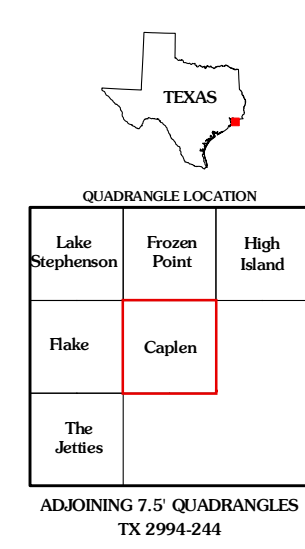 TEXAS
QUADRANGLE LOCATION
Lake
Stephenson
Frozen
Point
High
Island
Flake
Caplen
The
Jetties
ADJOINING 7.5' QUADRANGLES
TX 2994-244